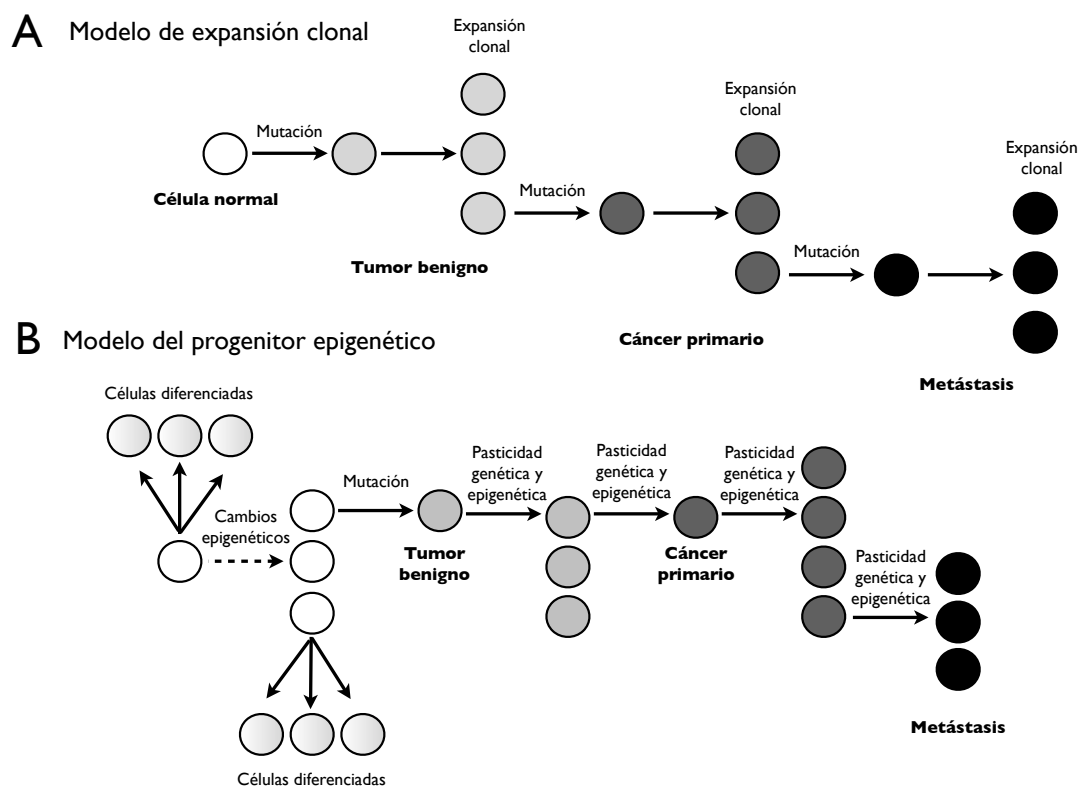 A Modelo de expansión clonal
Expansión
clonal
Mutación
Célula normal
Tumor benigno
Mutación
Expansión
clonal
Cáncer primario
Mutación
Expansión
clonal
Metástasis
B Modelo del progenitor epigenético
Células diferenciadas
Cambios
epigenéticos
Células diferenciadas
Mutación
Tumor
benigno
Pasticidad
genética y
epigenética
Pasticidad
genética y
epigenética
Cáncer
primario
Pasticidad
genética y
epigenética
Pasticidad
genética y
epigenética
Metástasis